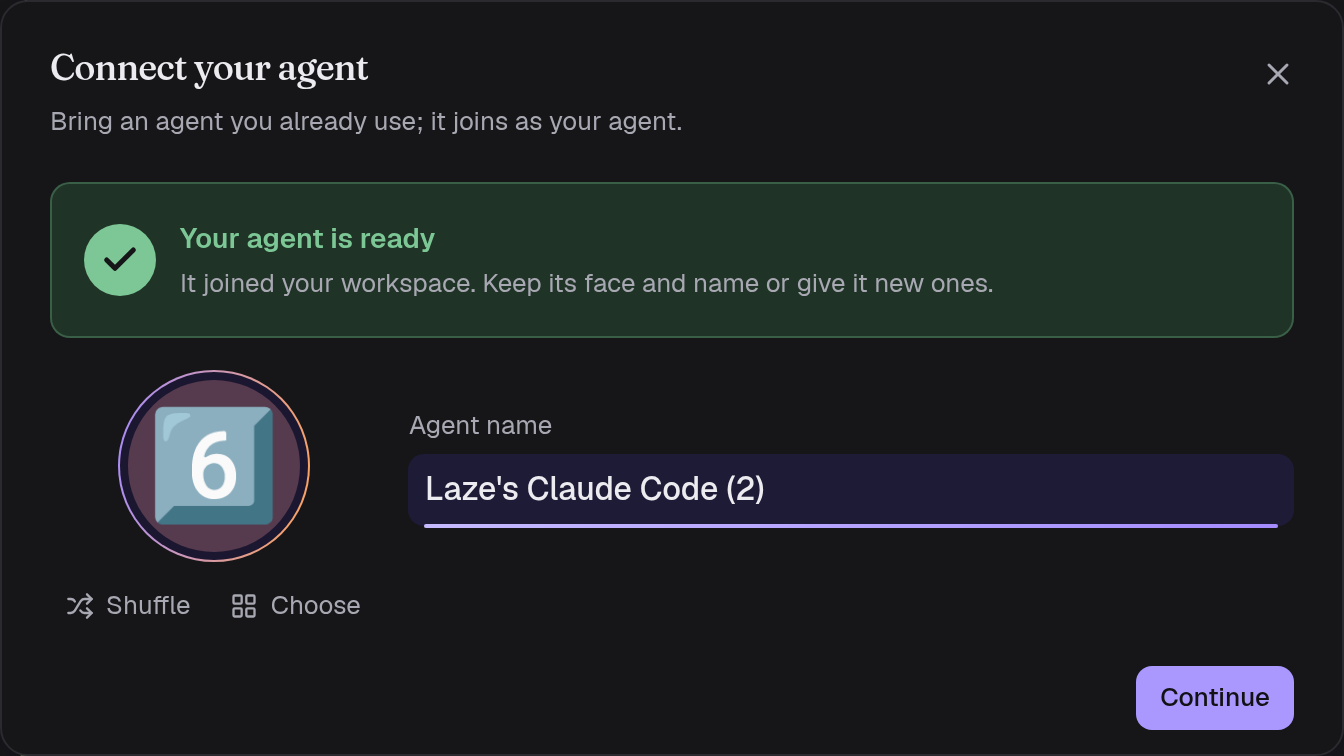 Connect your agent
Bring an agent you already use; it joins as your agent.
Your agent is ready
It joined your workspace. Keep its face and name or give it new ones.
6
Agent name
Laze's Claude Code (2)
Shuffle
Choose
Continue